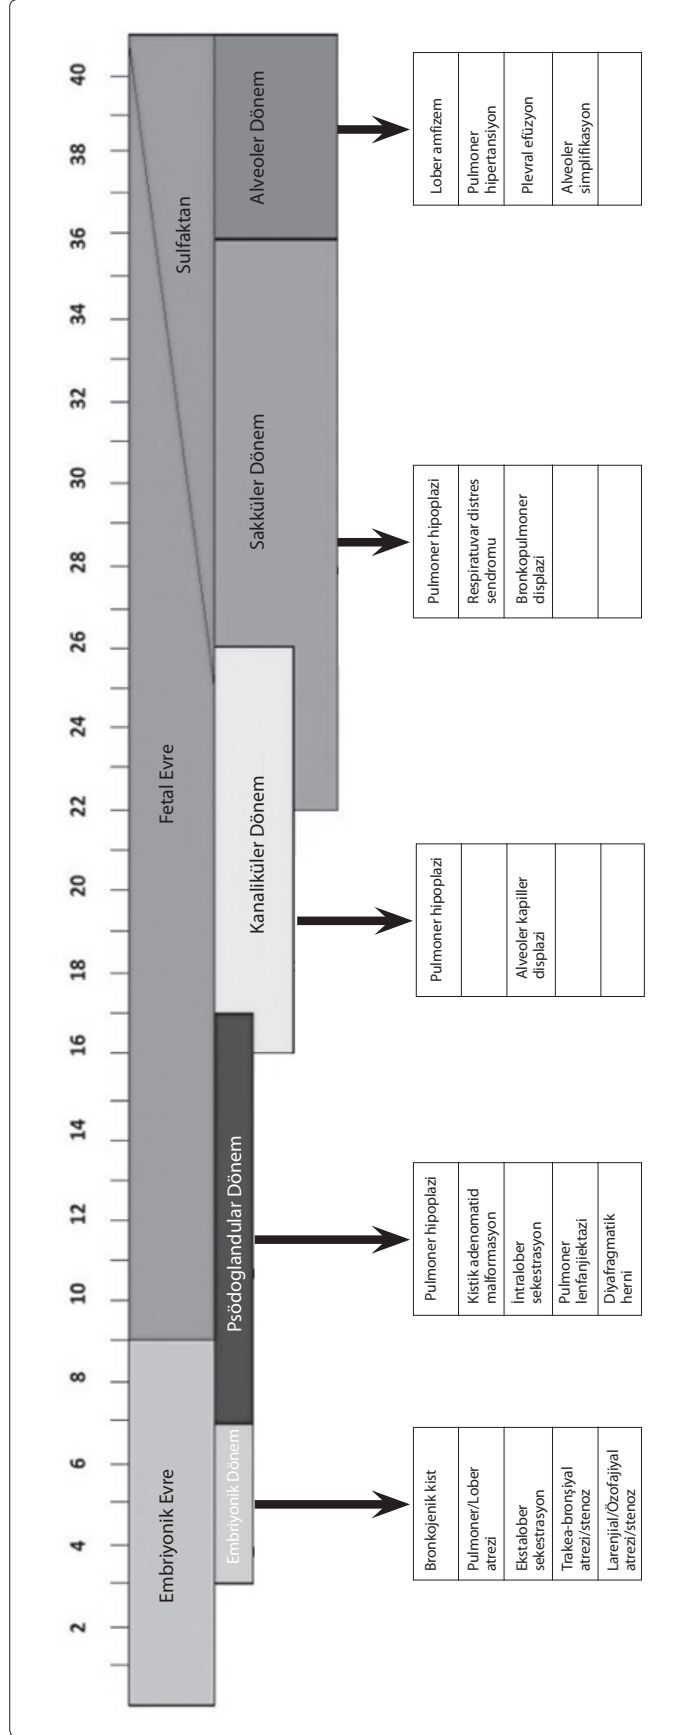 2 4 6 8 10 12 14 16 18 20 22 24 26 28 30 32 34 36 38 40
Embriyonik Evre
Fetal Evre
Sulfaktan
Embriyonik Dönem
Psödoglandular Dönem
Kanaliküler Dönem
Sakküler Dönem
Alveoler Dönem
Bronkojenik kist
Pulmoner/Lober
atrezi
Ekstalober
sekestrasyon
Trakea-bronşiyal
atrezi/stenoz
Larenjial/Özofajiyal
atrezi/stenoz
Pulmoner hipoplazi
Kistik adenomatid
malformasyon
İntralober
sekestrasyon
Pulmoner
lenfanjiektazi
Diyafragmatik
herni
Pulmoner hipoplazi
Alveoler kapiller
displazi
Pulmoner hipoplazi
Respiratuvar distres
sendromu
Bronkopulmoner
displazi
Lober amfizem
Pulmoner
hipertansiyon
Plevral efüzyon
Alveoler
simplifikasyon